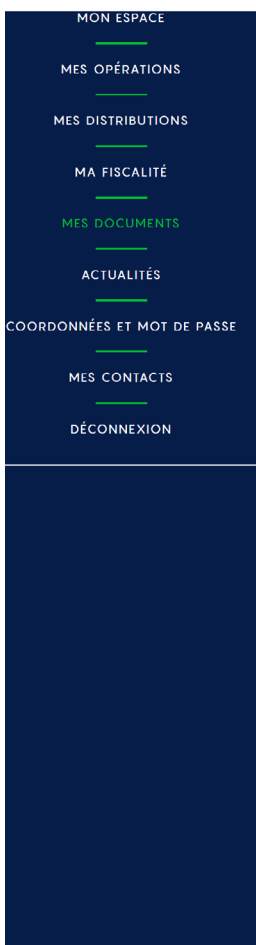 MON ESPACE
MES OPÉRATIONS
MES DISTRIBUTIONS
MA FISCALITÉ
MES DOCUMENTS
ACTUALITÉS
COORDONNÉES ET MOT DE PASSE
MES CONTACTS
DÉCONNEXION